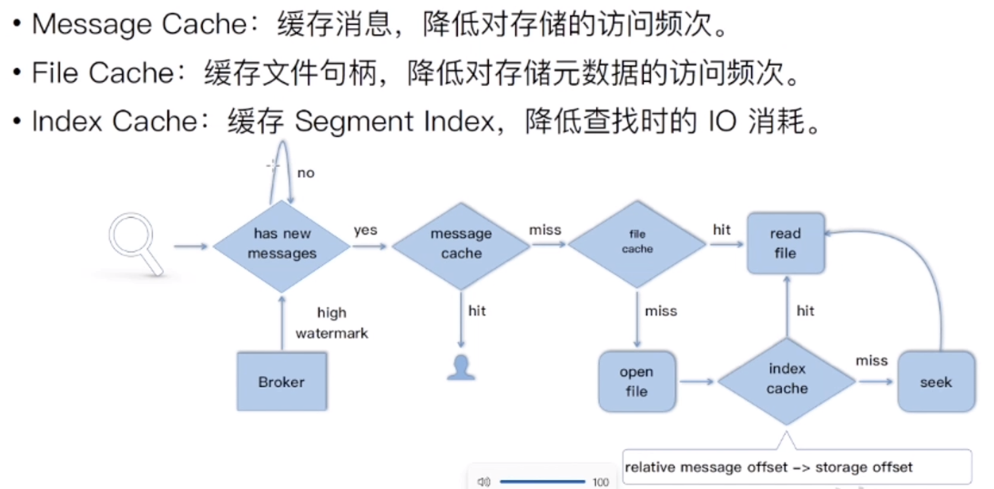 • Message Cache：缓存消息，降低对存储的访问频次。
• File Cache：缓存文件句柄，降低对存储元数据的访问频次。
• Index Cache：缓存 Segment Index，降低查找时的 IO 消耗。
no
has new
messages
yes
message
cache
miss
file
cache
hit
read
file
high
watermark
hit
miss
hit
Broker
open
file
index
cache
miss
seek
relative message offset –> storage offset
100